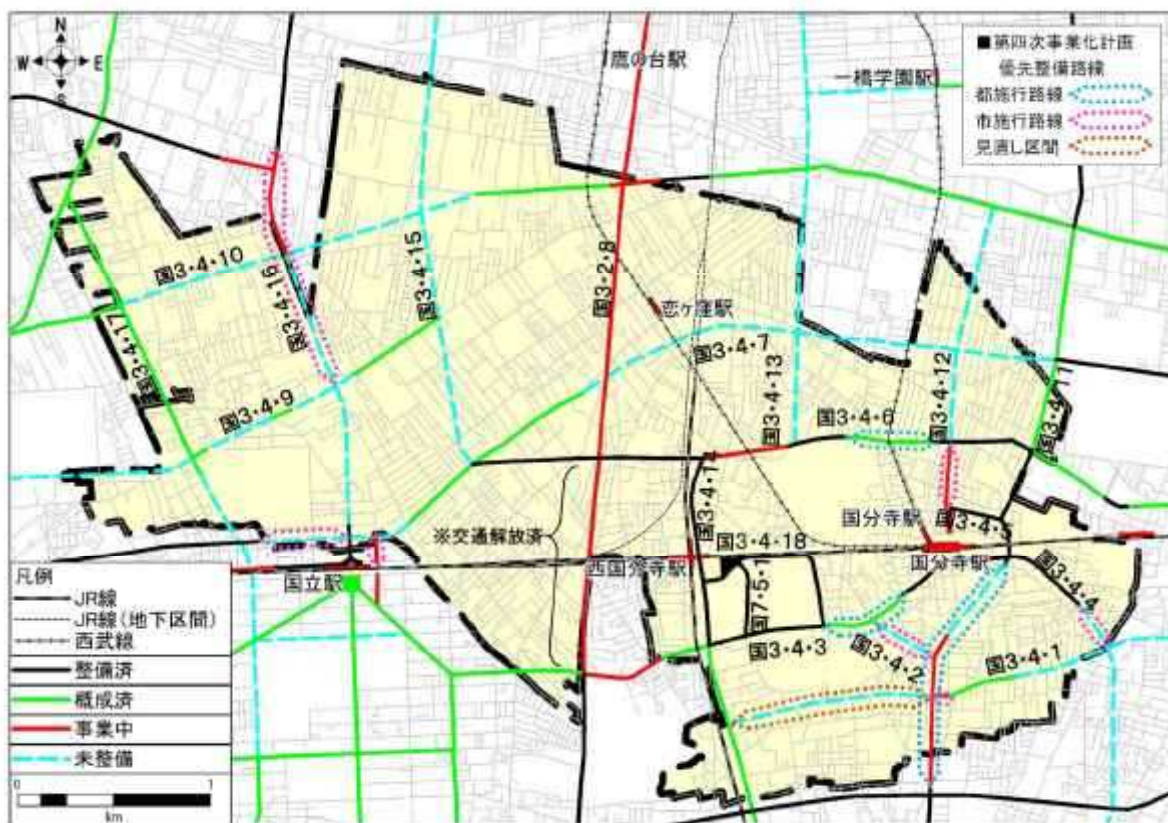 N
W
E
S
鷹の台駅
一橋学園駅
■第四次事業化計画
優先整備路線
都施行路線
市施行路線
見直し区間
国3・4・10
国3・4・16
国3・4・15
国3・2・8
恋ヶ窪駅
国3・4・17
国3・4・7
国3・4・13
国3・4・12
国3・4・11
国3・4・9
国3・4・6
国3・4・14
国分寺駅
国3・4・5
※交通解放済
国3・4・18
西国分寺駅
国分寺駅
国立駅
国7・5・1
国3・4・4
国3・4・3
国3・4・2
国3・4・1
凡例
JR線
JR線(地下区間)
西武線
整備済
概成済
事業中
未整備
0
1
km